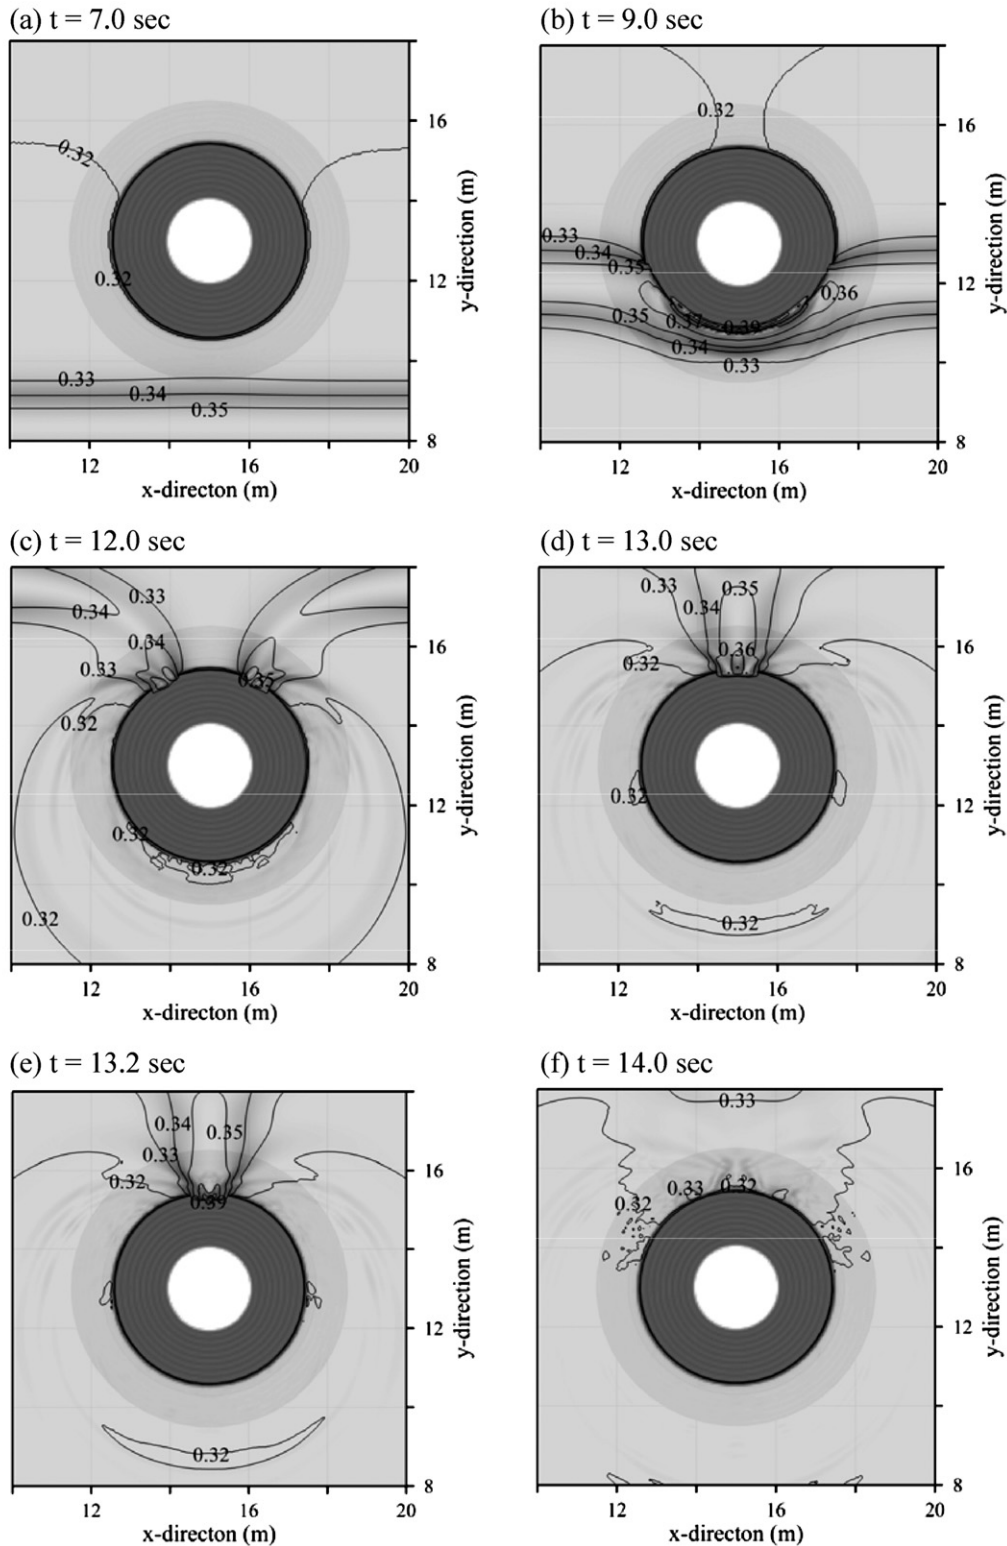 (a) t = 7.0 sec
0.32
0.32
0.33
0.34
0.35
16
12
8
12 16 20
x-directon (m)
y-direction (m)
(b) t = 9.0 sec
0.32
0.33
0.34
0.35
0.36
0.35
0.37
0.39
0.34
0.33
16
12
8
12 16 20
x-directon (m)
y-direction (m)
(c) t = 12.0 sec
0.33
0.34
0.34
0.33
0.35
0.32
0.32
0.32
0.32
16
12
8
12 16 20
x-directon (m)
y-direction (m)
(d) t = 13.0 sec
0.33
0.35
0.34
0.36
0.32
0.32
0.32
16
12
8
12 16 20
x-directon (m)
y-direction (m)
(e) t = 13.2 sec
0.34
0.35
0.33
0.32
0.39
0.32
16
12
8
12 16 20
x-directon (m)
y-direction (m)
(f) t = 14.0 sec
0.33
0.33
0.32
0.32
16
12
8
12 16 20
x-directon (m)
y-direction (m)